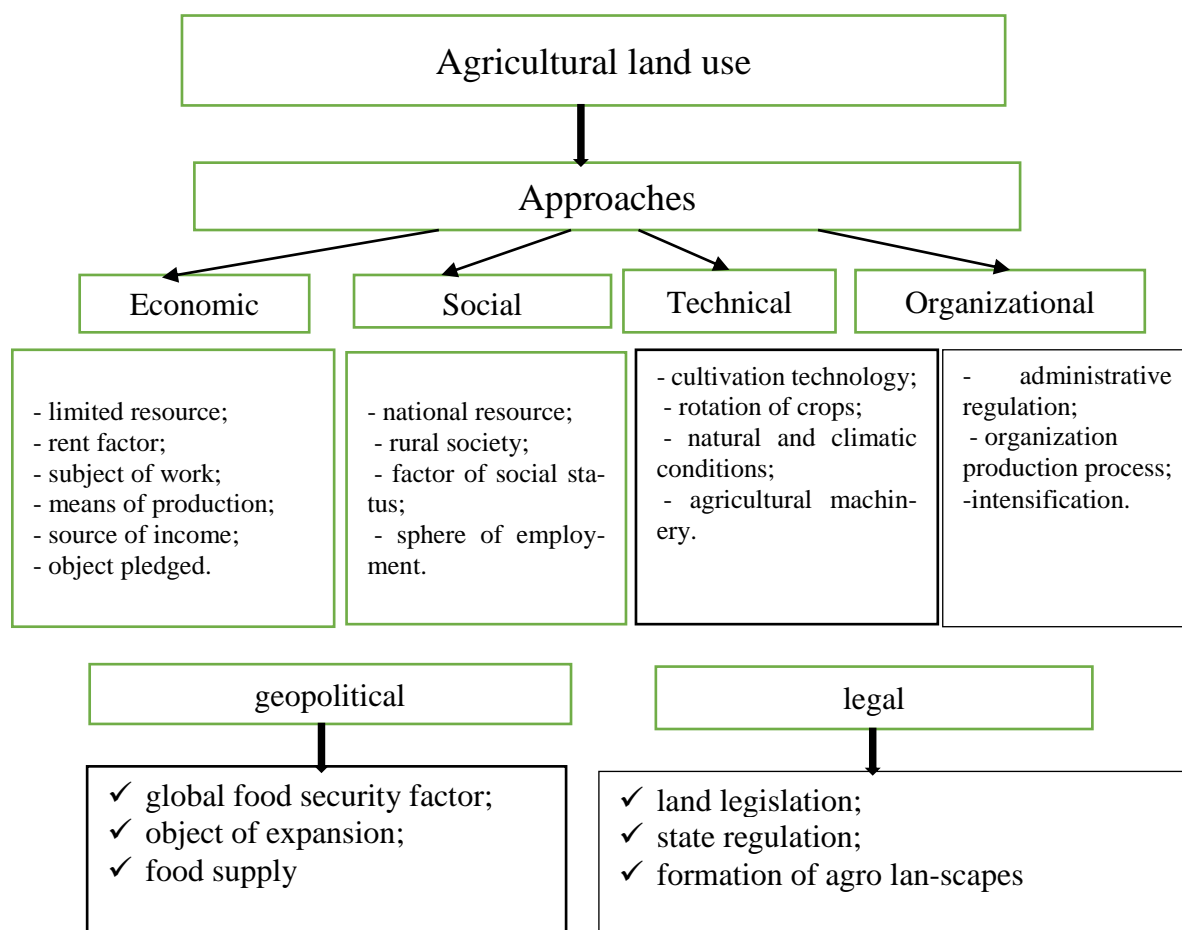 Agricultural land use
Approaches
Economic
Social
Technical
Organizational
- limited resource;
- rent factor;
- subject of work;
- means of production;
- source of income;
- object pledged.
- national resource;
- rural society;
- factor of social sta-
tus;
- sphere of employ-
ment.
- cultivation technology;
- rotation of crops;
- natural and climatic
conditions;
- agricultural machin-
ery.
- administrative
regulation;
- organization
production process;
-intensification.
geopolitical
legal
✓ global food security factor;
✓ object of expansion;
✓ food supply
✓ land legislation;
✓ state regulation;
✓ formation of agro lan-scapes